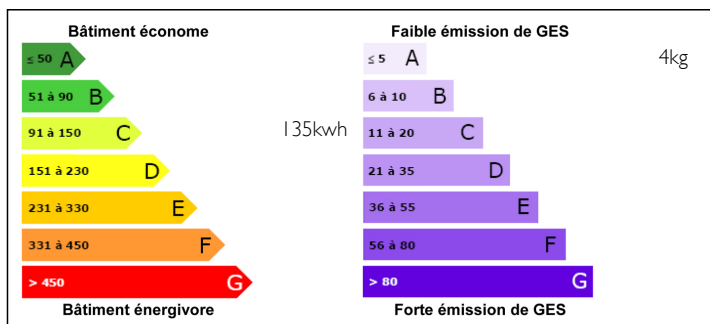 Bâtiment économe
≤ 50 A
51 à 90 B
91 à 150 C
135kwh
151 à 230 D
231 à 330 E
331 à 450 F
> 450 G
Bâtiment énergivore
Faible émission de GES
≤ 5 A
4kg
6 à 10 B
11 à 20 C
21 à 35 D
36 à 55 E
56 à 80 F
> 80 G
Forte émission de GES